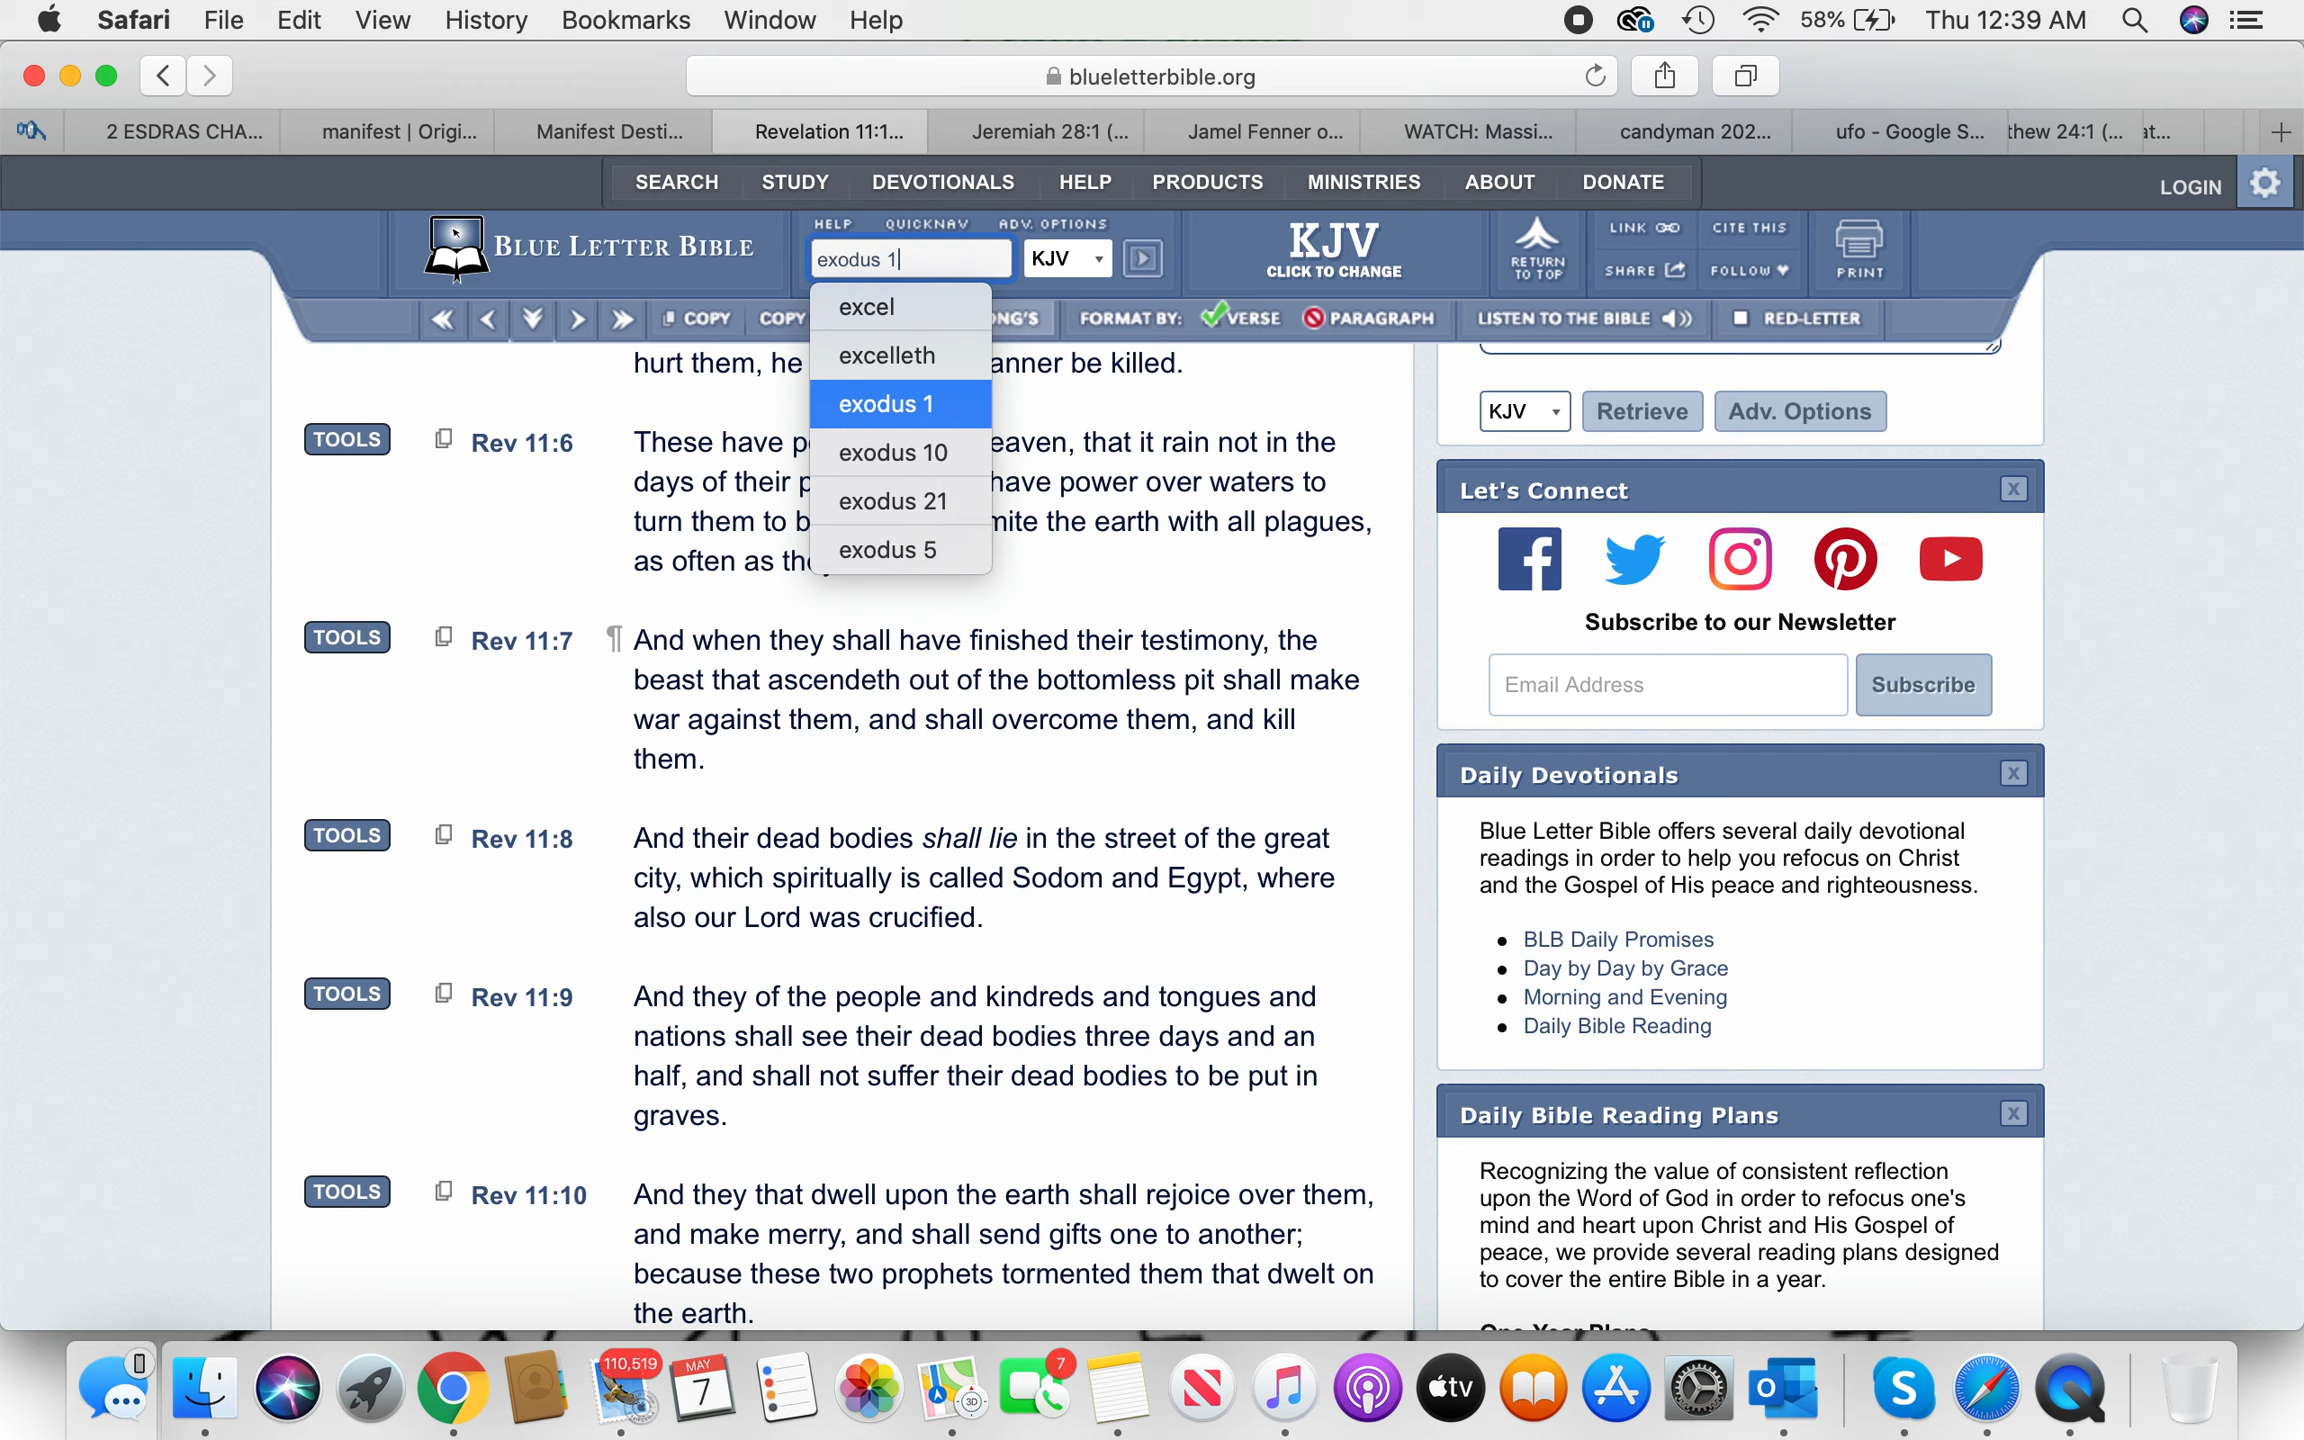 Safari File Edit View History Bookmarks Window Help 58% Thu 12:39 AM
blueletterbible.org
2 ESDRAS CHA... manifest | Origi... Manifest Desti... Revelation 11:1... Jeremiah 28:1 (... Jamel Fenner o... WATCH: Massi... candyman 202... ufo - Google S... thew 24:1 (... at...
SEARCH STUDY DEVOTIONALS HELP PRODUCTS MINISTRIES ABOUT DONATE LOGIN
HELP QUICKNAV ADV. OPTIONS
BLUE LETTER BIBLE
exodus 1 KJV
KJV
CLICK TO CHANGE
RETURN
TO TOP
LINK CITE THIS
SHARE FOLLOW
PRINT
COPY COPY ONG'S FORMAT BY: VERSE PARAGRAPH LISTEN TO THE BIBLE RED-LETTER
excel
excelleth
exodus 1
exodus 10
exodus 21
exodus 5
hurt them, he anner be killed.
TOOLS Rev 11:6 These have p eaven, that it rain not in the
days of their p have power over waters to
turn them to b mite the earth with all plagues,
as often as the
TOOLS Rev 11:7 ¶ And when they shall have finished their testimony, the
beast that ascendeth out of the bottomless pit shall make
war against them, and shall overcome them, and kill
them.
TOOLS Rev 11:8 And their dead bodies shall lie in the street of the great
city, which spiritually is called Sodom and Egypt, where
also our Lord was crucified.
TOOLS Rev 11:9 And they of the people and kindreds and tongues and
nations shall see their dead bodies three days and an
half, and shall not suffer their dead bodies to be put in
graves.
TOOLS Rev 11:10 And they that dwell upon the earth shall rejoice over them,
and make merry, and shall send gifts one to another;
because these two prophets tormented them that dwelt on
the earth.
KJV Retrieve Adv. Options
Let's Connect X
Subscribe to our Newsletter
Email Address Subscribe
Daily Devotionals X
Blue Letter Bible offers several daily devotional
readings in order to help you refocus on Christ
and the Gospel of His peace and righteousness.
BLB Daily Promises
Day by Day by Grace
Morning and Evening
Daily Bible Reading
Daily Bible Reading Plans X
Recognizing the value of consistent reflection
upon the Word of God in order to refocus one's
mind and heart upon Christ and His Gospel of
peace, we provide several reading plans designed
to cover the entire Bible in a year.
One Year Plans
110,519 MAY 7 3D 7 tv O S